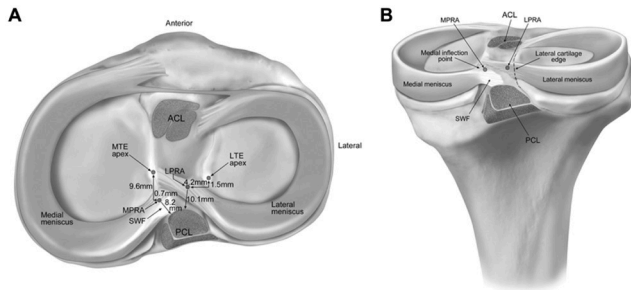 A
Anterior
ACL
MTE
apex
LPRA
LTE
apex
Lateral
4.2mm
1.5mm
9.6mm
0.7mm
10.1mm
8.2
mm
MPRA
SWF
Medial
meniscus
Lateral
meniscus
PCL
B
MPRA
ACL
LPRA
Medial inflection
point
Lateral cartilage
edge
Medial meniscus
Lateral meniscus
SWF
PCL